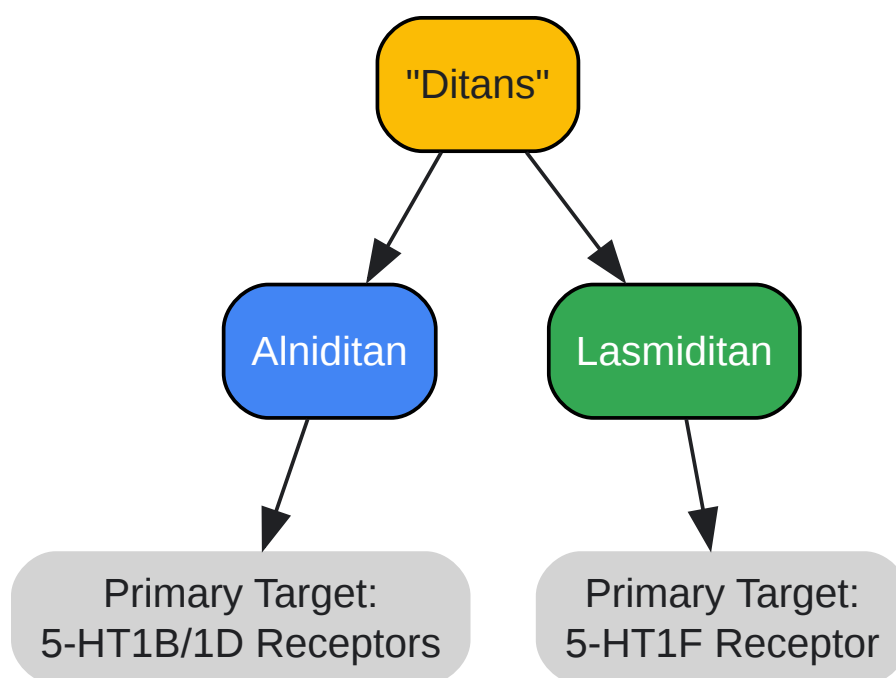 "Ditans"
Alniditan
Lasmiditan
Primary Target:
5-HT1B/1D Receptors
Primary Target:
5-HT1F Receptor